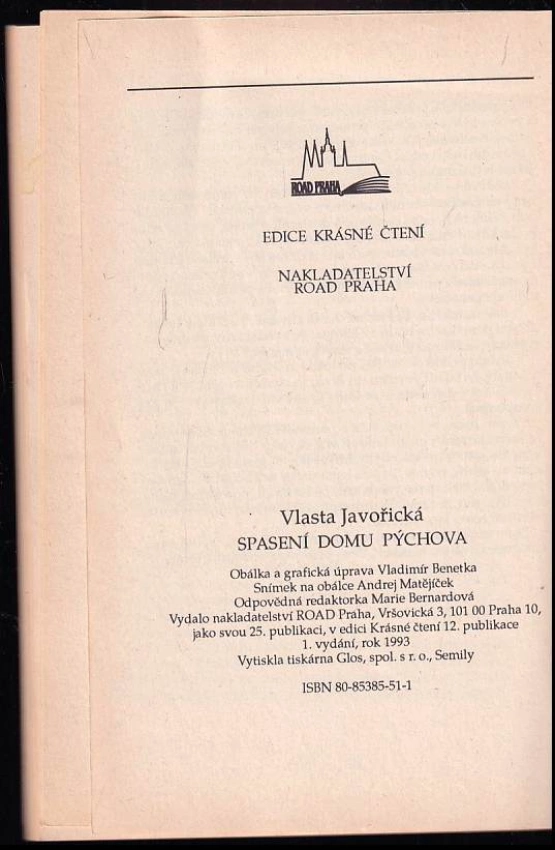 ROAD PRAHA
EDICE KRÁSNÉ ČTENÍ
NAKLADATELSTVÍ
ROAD PRAHA
Vlasta Javořická
SPASENÍ DOMU PÝCHOVA
Obálka a grafická úprava Vladimír Benetka
Snímek na obálce Andrej Matějíček
Odpovědná redaktorka Marie Bernardová
Vydalo nakladatelství ROAD Praha, Vršovická 3, 101 00 Praha 10,
jako svou 25. publikaci, v edici Krásné čtení 12. publikace
1. vydání, rok 1993
Vytiskla tiskárna Glos, spol. s r. o., Semily
ISBN 80-85385-51-1